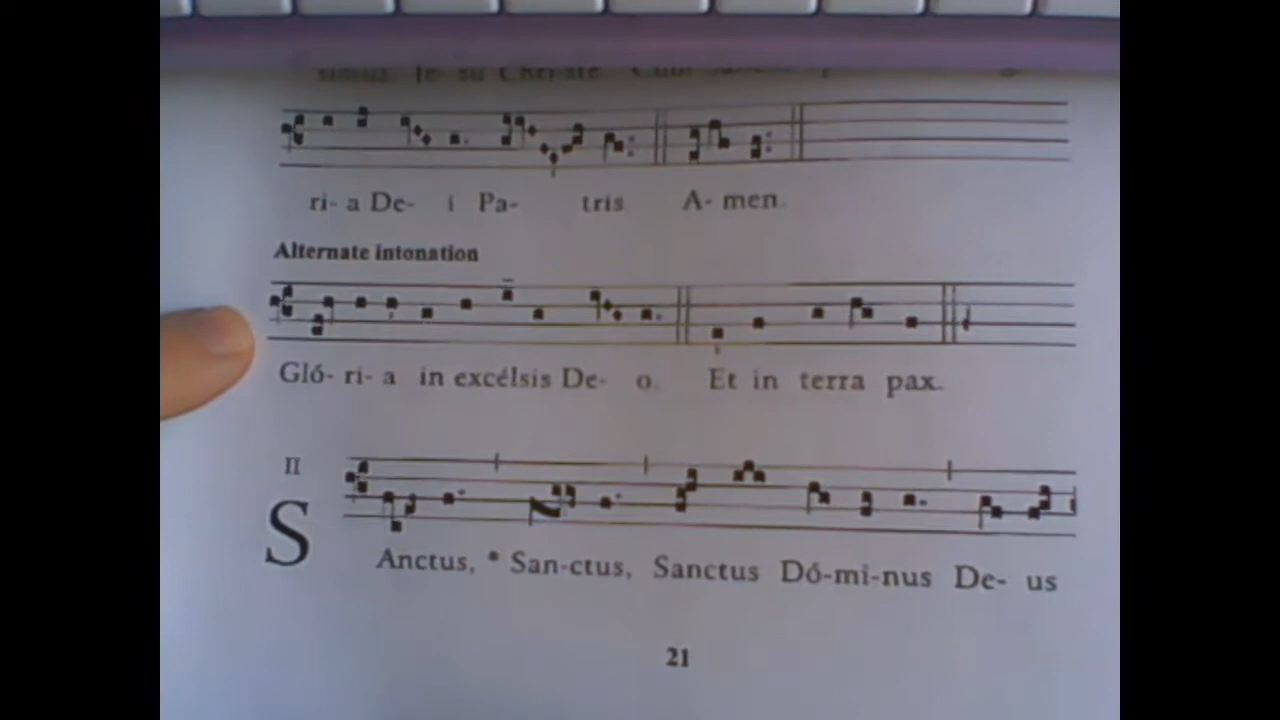 ri- a De- i Pa- tris A- men.
Alternate intonation
Gló- ri- a in excélsis De- o. Et in terra pax.
II
SAnctus, * San-ctus, Sanctus Dó-mi-nus De- us
21